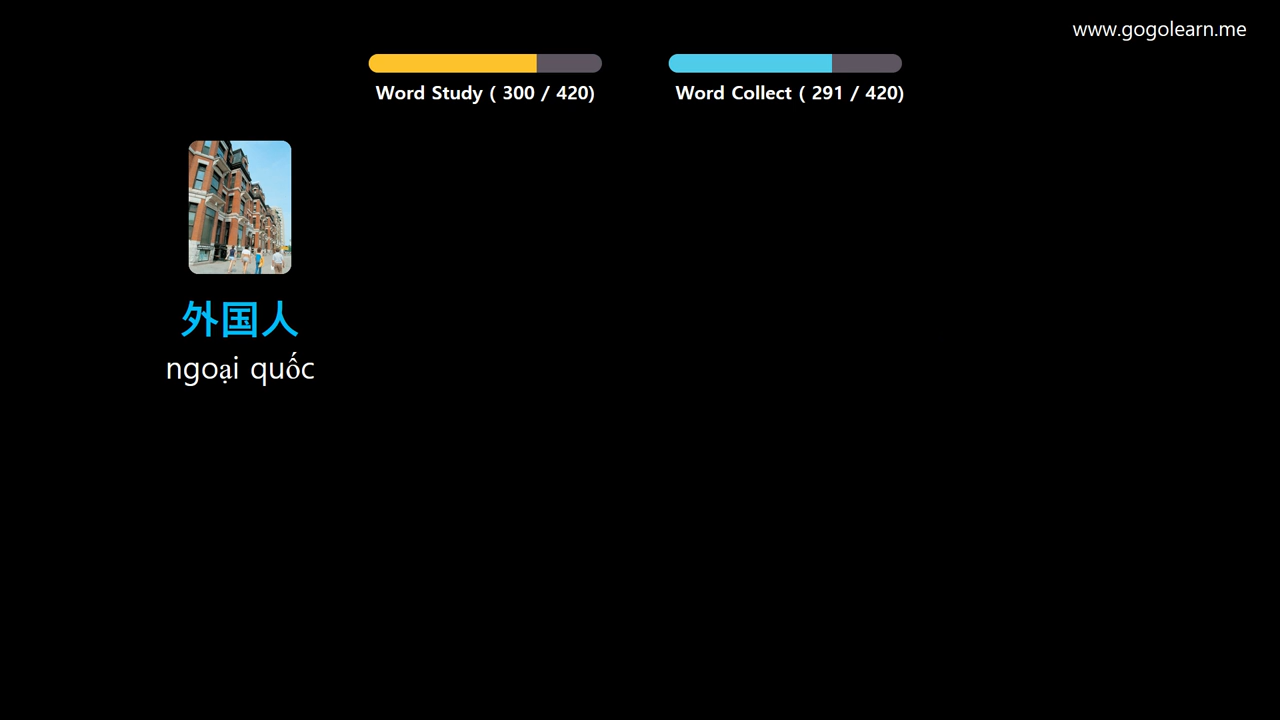 www.gogolearn.me
Word Study ( 300 / 420)
Word Collect ( 291 / 420)
外国人
ngoại quốc